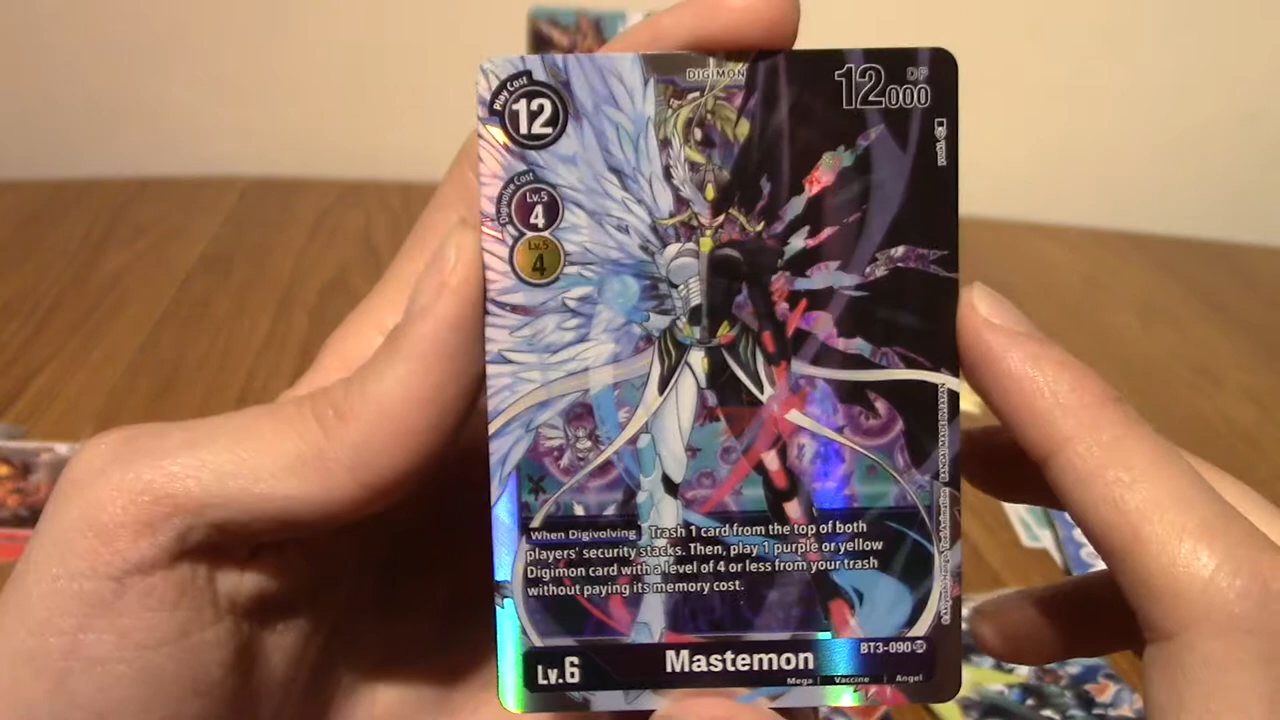 Play Cost
12
DIGIMON
DP
12000
Digivolve Cost
Lv.5
4
Lv.5
4
When Digivolving Trash 1 card from the top of both
players' security stacks. Then, play 1 purple or yellow
Digimon card with a level of 4 or less from your trash
without paying its memory cost.
BANDAI MADE IN JAPAN
BT3-090 SR
Lv.6
Mastemon
Mega | Vaccine | Angel